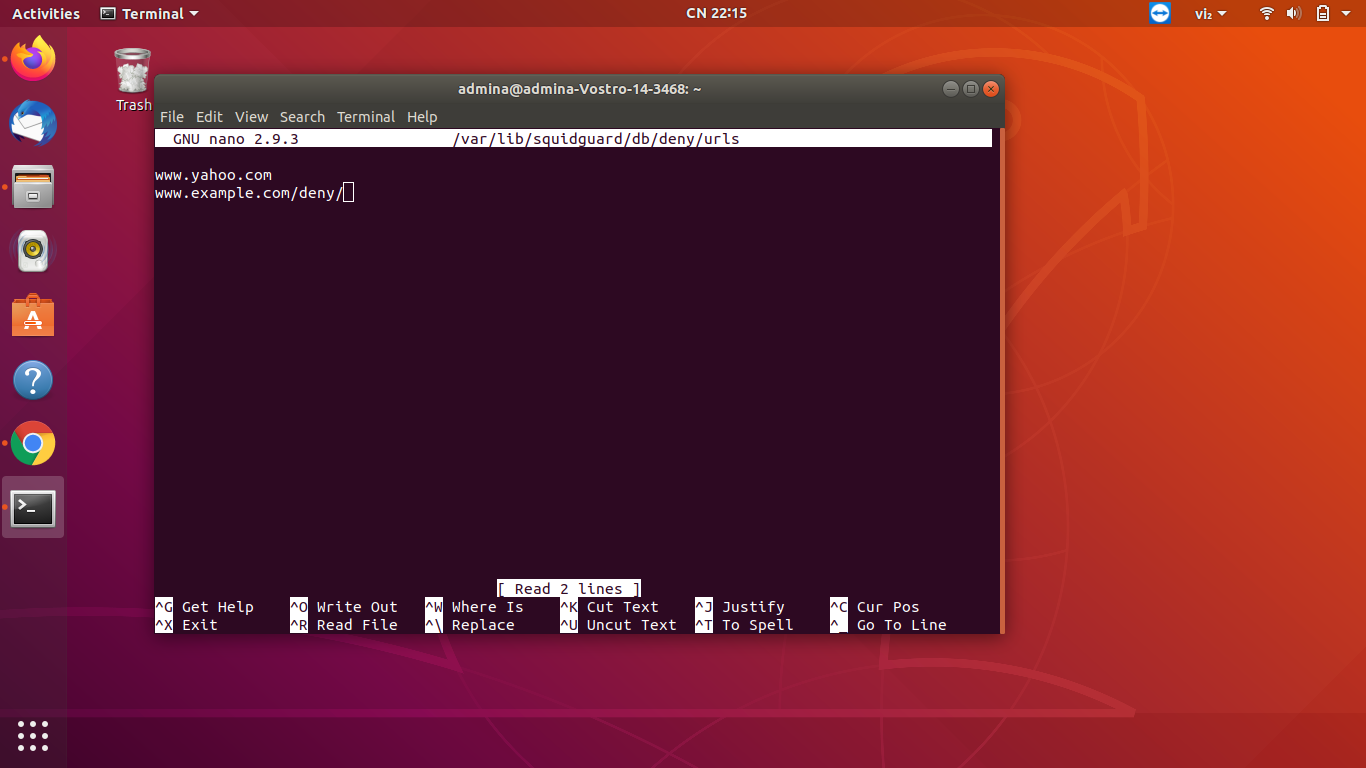 Activities Terminal CN 22:15 vi₂
Trash
admina@admina-Vostro-14-3468: ~
File Edit View Search Terminal Help
GNU nano 2.9.3 /var/lib/squidguard/db/deny/urls
www.yahoo.com
www.example.com/deny/
[ Read 2 lines ]
^G Get Help ^O Write Out ^W Where Is ^K Cut Text ^J Justify ^C Cur Pos
^X Exit ^R Read File ^\ Replace ^U Uncut Text ^T To Spell ^_ Go To Line